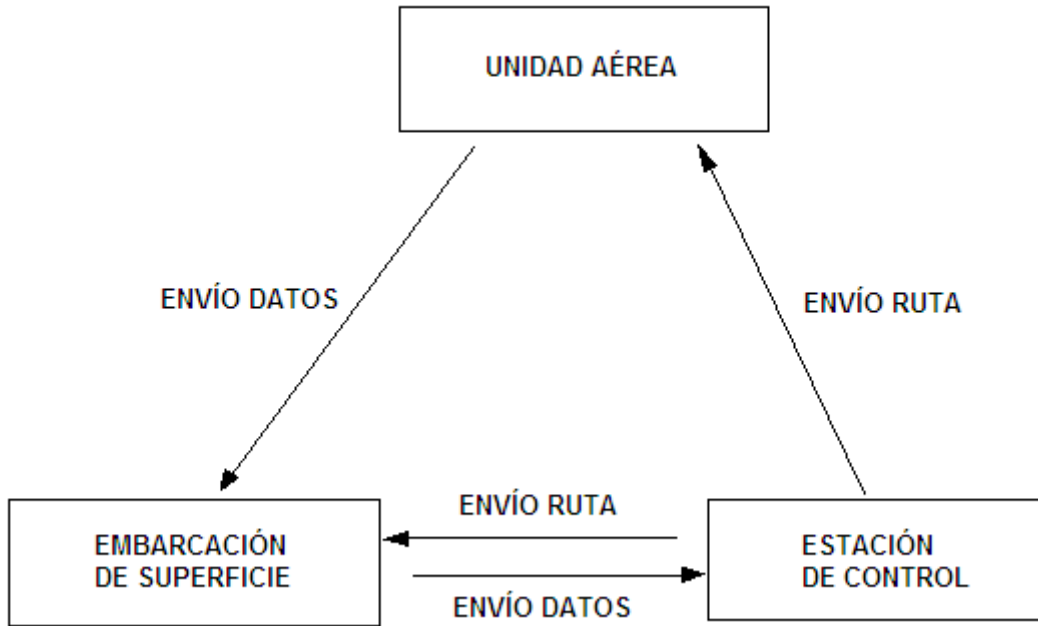 UNIDAD AÉREA
ENVÍO DATOS
ENVÍO RUTA
ENVÍO RUTA
EMBARCACIÓN
DE SUPERFICIE
ESTACIÓN
DE CONTROL
ENVÍO DATOS